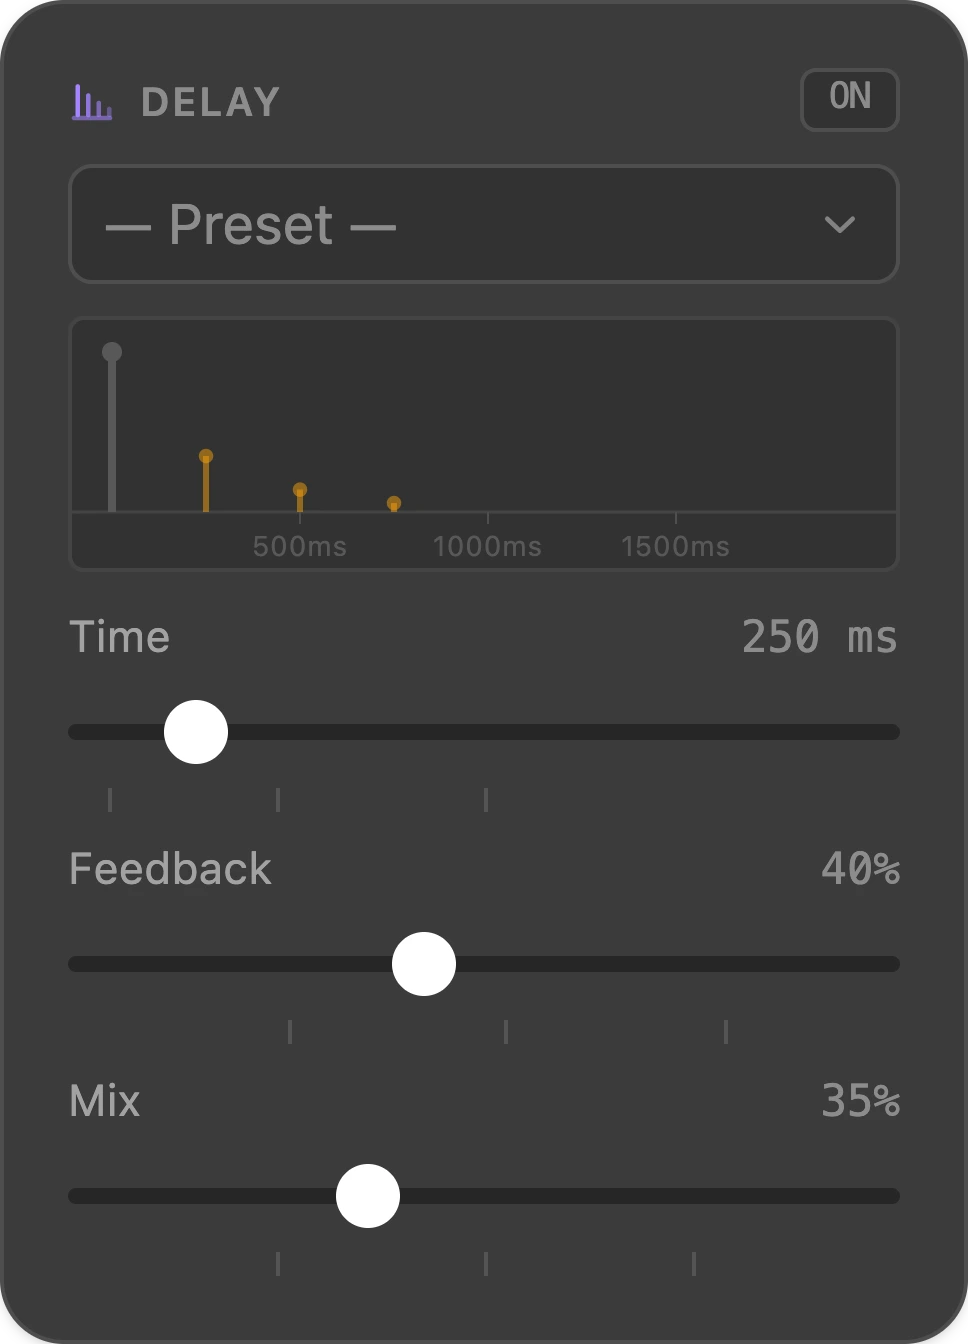 DELAY ON
— Preset —
500ms 1000ms 1500ms
Time 250 ms
Feedback 40%
Mix 35%